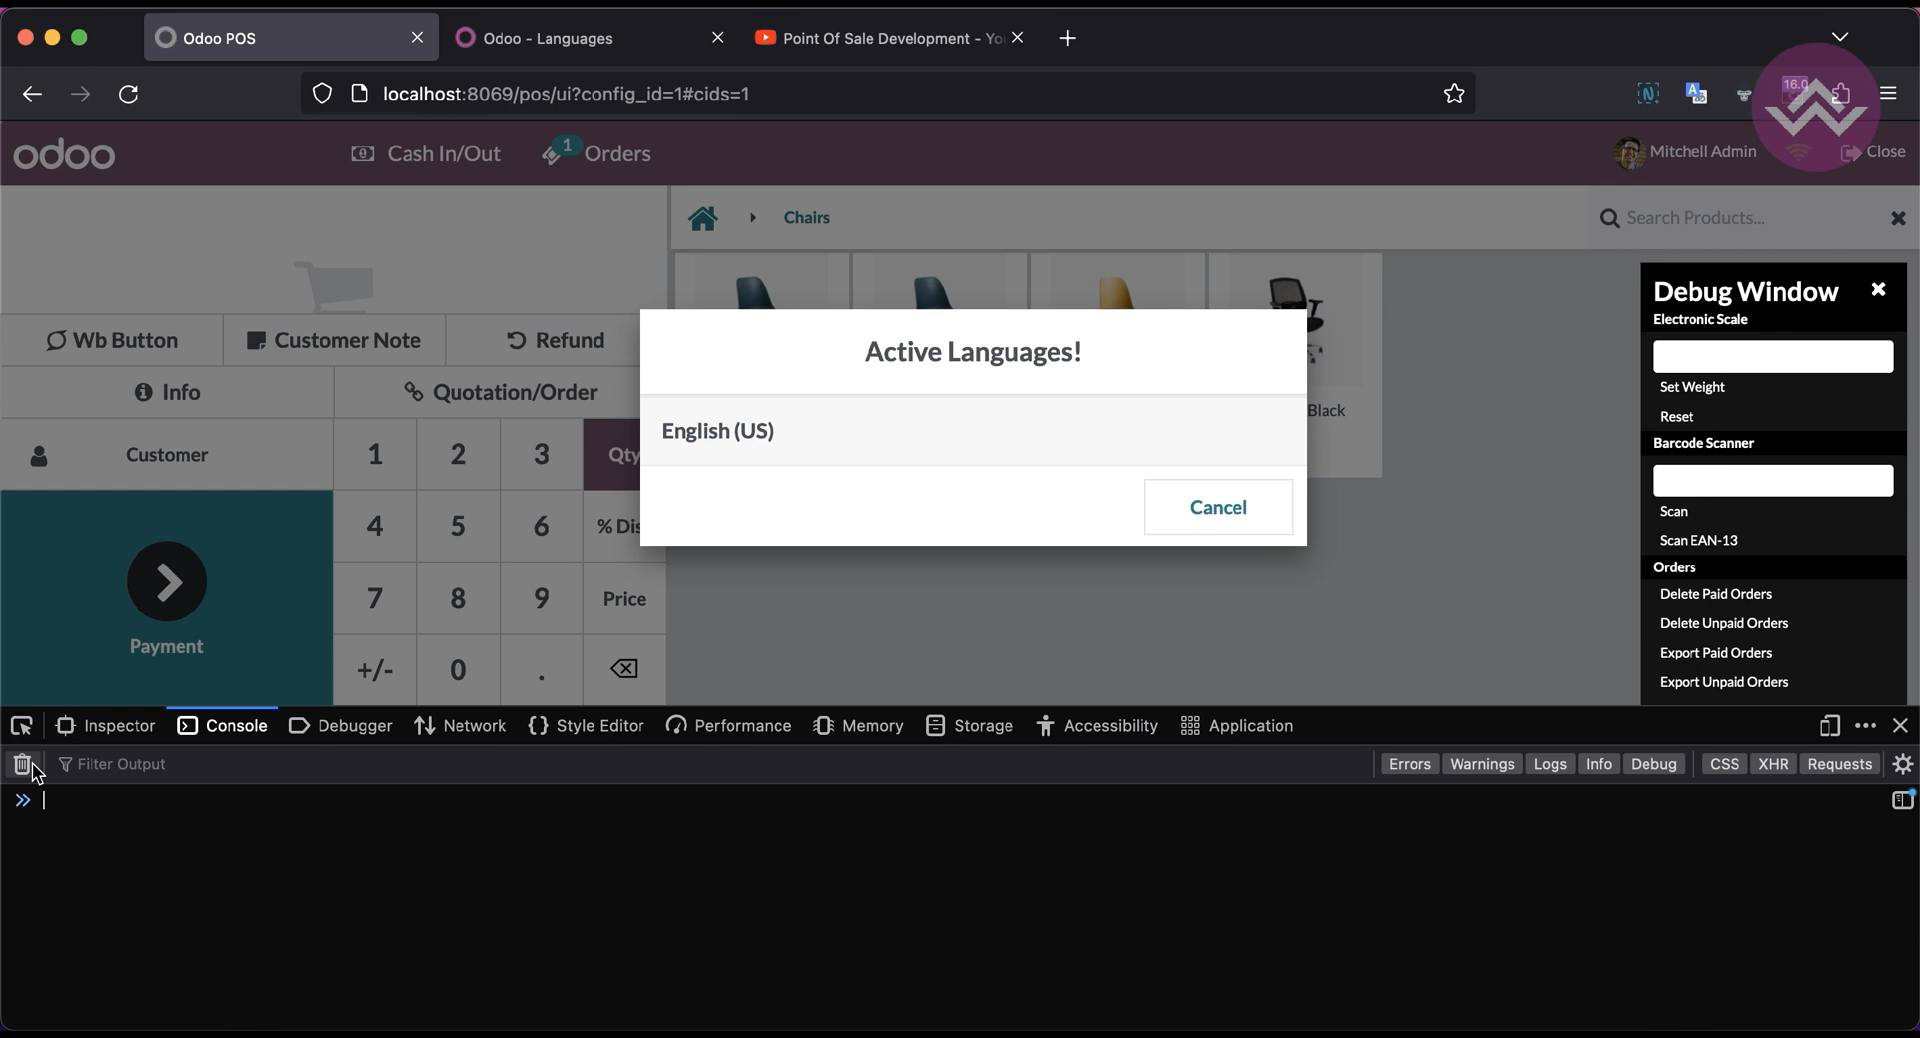 Odoo POS
Odoo - Languages
Point Of Sale Development - Yo
localhost:8069/pos/ui?config_id=1#cids=1
16.0
odoo
Cash In/Out
1
Orders
Mitchell Admin
Close
Chairs
Search Products...
Wb Button
Customer Note
Refund
Info
Quotation/Order
Customer
1
2
3
Qty
4
5
6
% Dis
7
8
9
Price
+/-
0
.
Payment
Black
Active Languages!
English (US)
Cancel
Debug Window
Electronic Scale
Set Weight
Reset
Barcode Scanner
Scan
Scan EAN-13
Orders
Delete Paid Orders
Delete Unpaid Orders
Export Paid Orders
Export Unpaid Orders
Inspector
Console
Debugger
Network
Style Editor
Performance
Memory
Storage
Accessibility
Application
Filter Output
Errors
Warnings
Logs
Info
Debug
CSS
XHR
Requests